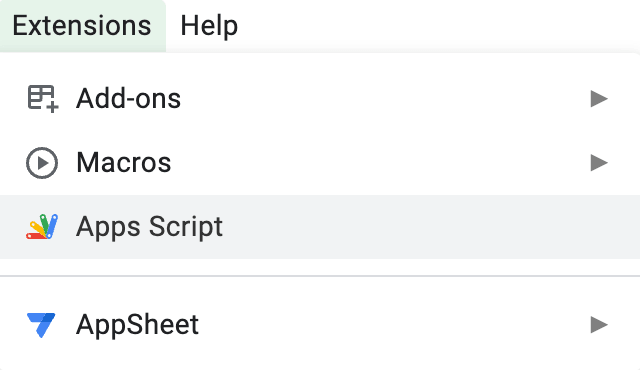 Extensions Help
Add-ons
Macros
Apps Script
AppSheet